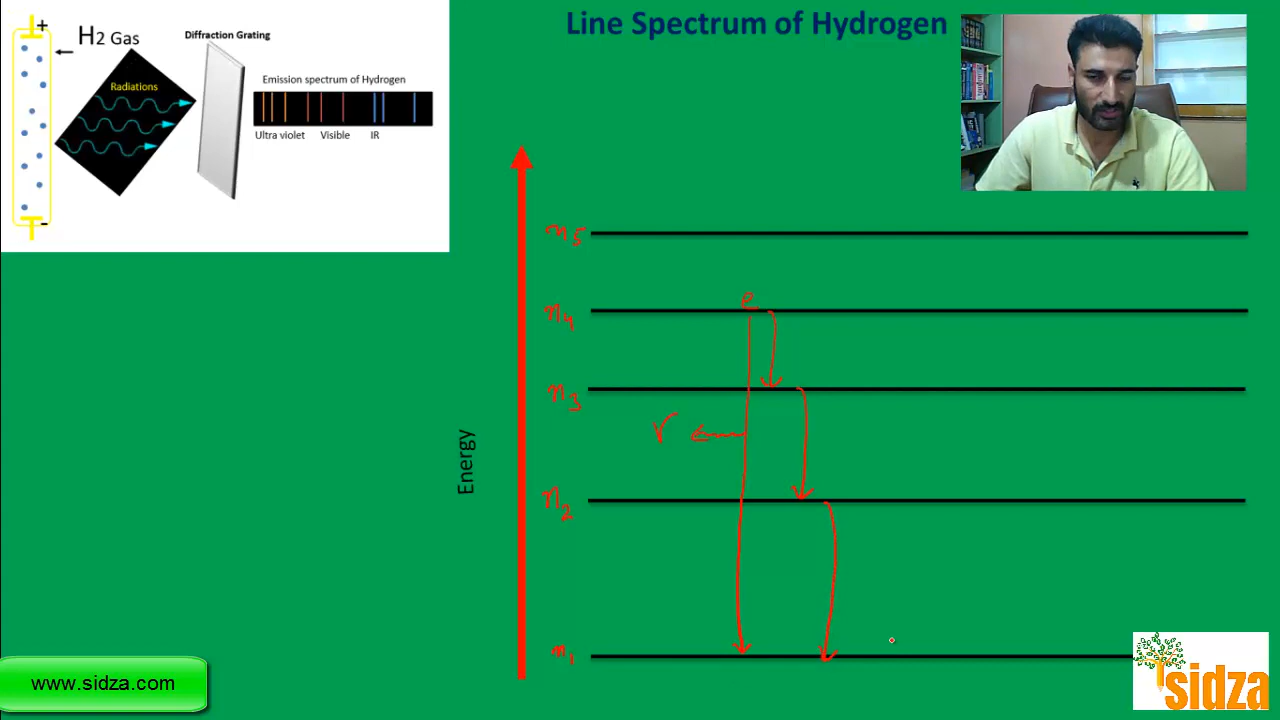 Line Spectrum of Hydrogen
+
H2 Gas
Diffraction Grating
Radiations
Emission spectrum of Hydrogen
Ultra violet Visible IR
-
n5
e
n4
n3
r
n2
n1
Energy
www.sidza.com
sidza